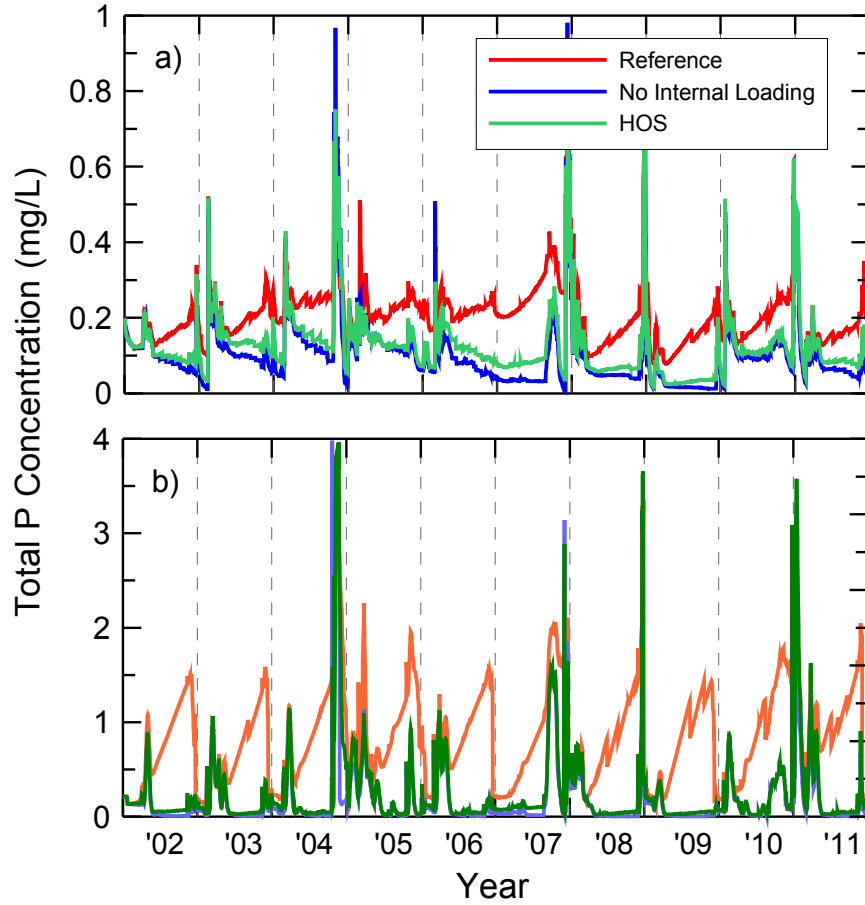 Total P Concentration (mg/L)
a)
Reference
No Internal Loading
HOS
1
0.8
0.6
0.4
0.2
0
b)
4
3
2
1
0
'02 '03 '04 '05 '06 '07 '08 '09 '10 '11
Year